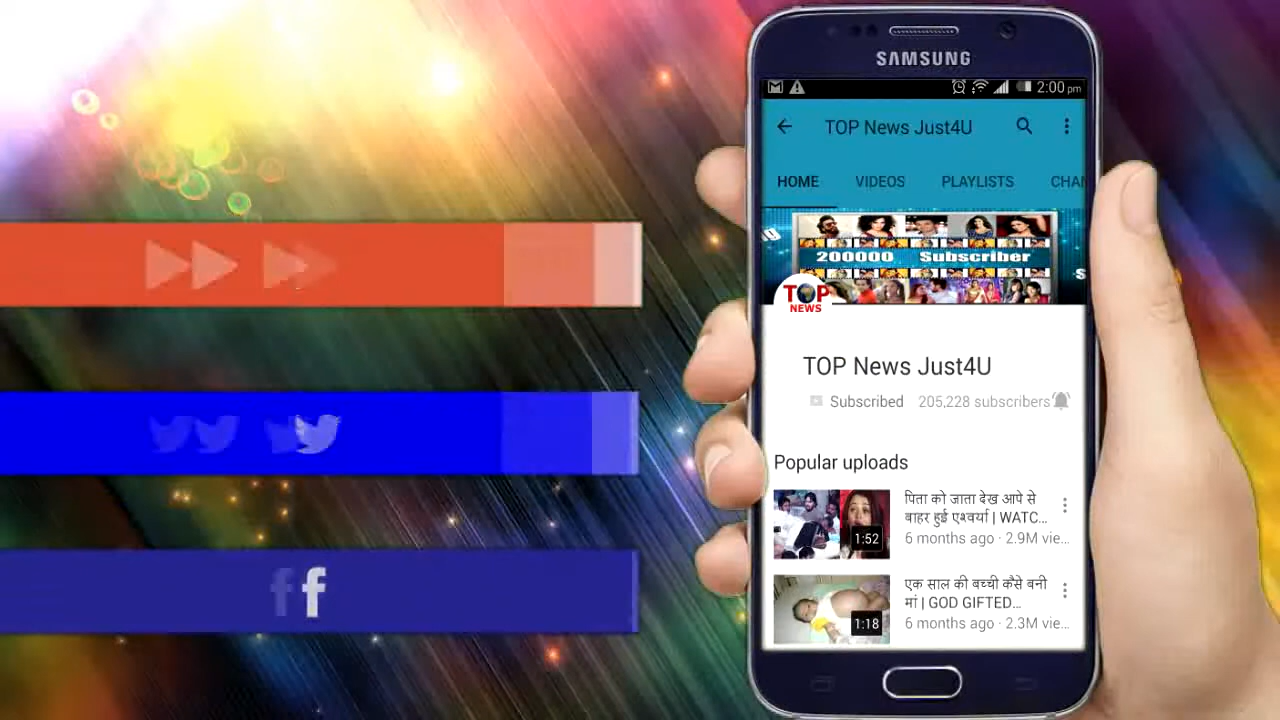 SAMSUNG
2:00 pm
TOP News Just4U
HOME VIDEOS PLAYLISTS CHAN
200000 Subscriber
TOP
NEWS
TOP News Just4U
Subscribed 205,228 subscribers
Popular uploads
पिता को जाता देख आपे से
बाहर हुई एश्वर्या | WATC...
6 months ago · 2.9M vie...
1:52
एक साल की बच्ची कैसे बनी
मां | GOD GIFTED...
6 months ago · 2.3M vie...
1:18